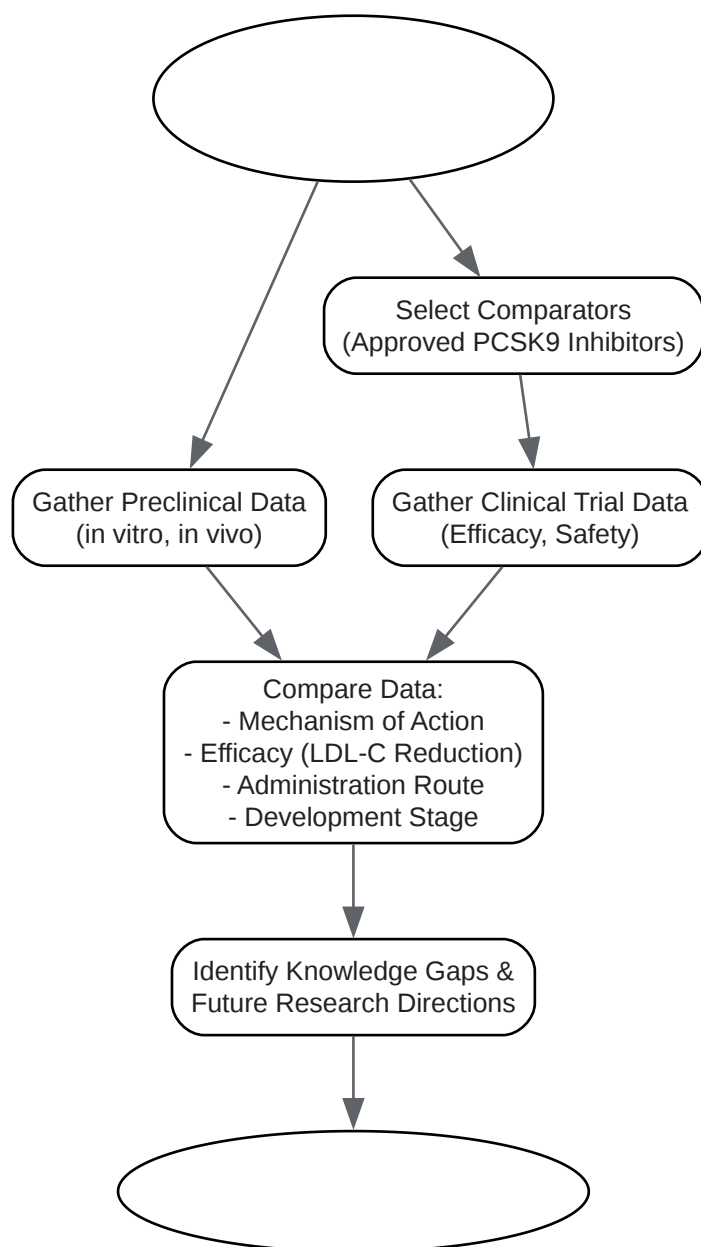 Select Comparators
(Approved PCSK9 Inhibitors)
Gather Preclinical Data
(in vitro, in vivo)
Gather Clinical Trial Data
(Efficacy, Safety)
Compare Data:
- Mechanism of Action
- Efficacy (LDL-C Reduction)
- Administration Route
- Development Stage
Identify Knowledge Gaps &
Future Research Directions